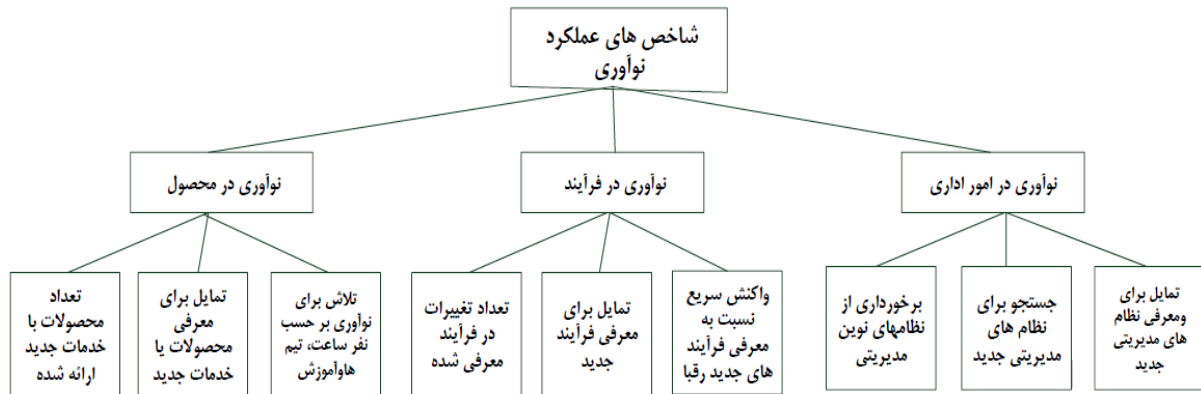 شاخص های عملکرد
نوآوری
نوآوری در امور اداری
نوآوری در فرآیند
نوآوری در محصول
تمایل برای
ومعرفی نظام
های مدیریتی
جدید
جستجو برای
نظام های
مدیریتی جدید
برخورداری از
نظامهای نوین
مدیریتی
واکنش سریع
نسبت به
معرفی فرآیند
های جدید رقبا
تمایل برای
معرفی فرآیند
جدید
تعداد تغییرات
در فرآیند
معرفی شده
تلاش برای
نوآوری بر حسب
نفر ساعت، تیم
هاوآموزش
تمایل برای
معرفی
محصولات یا
خدمات جدید
تعداد
محصولات با
خدمات جدید
ارائه شده